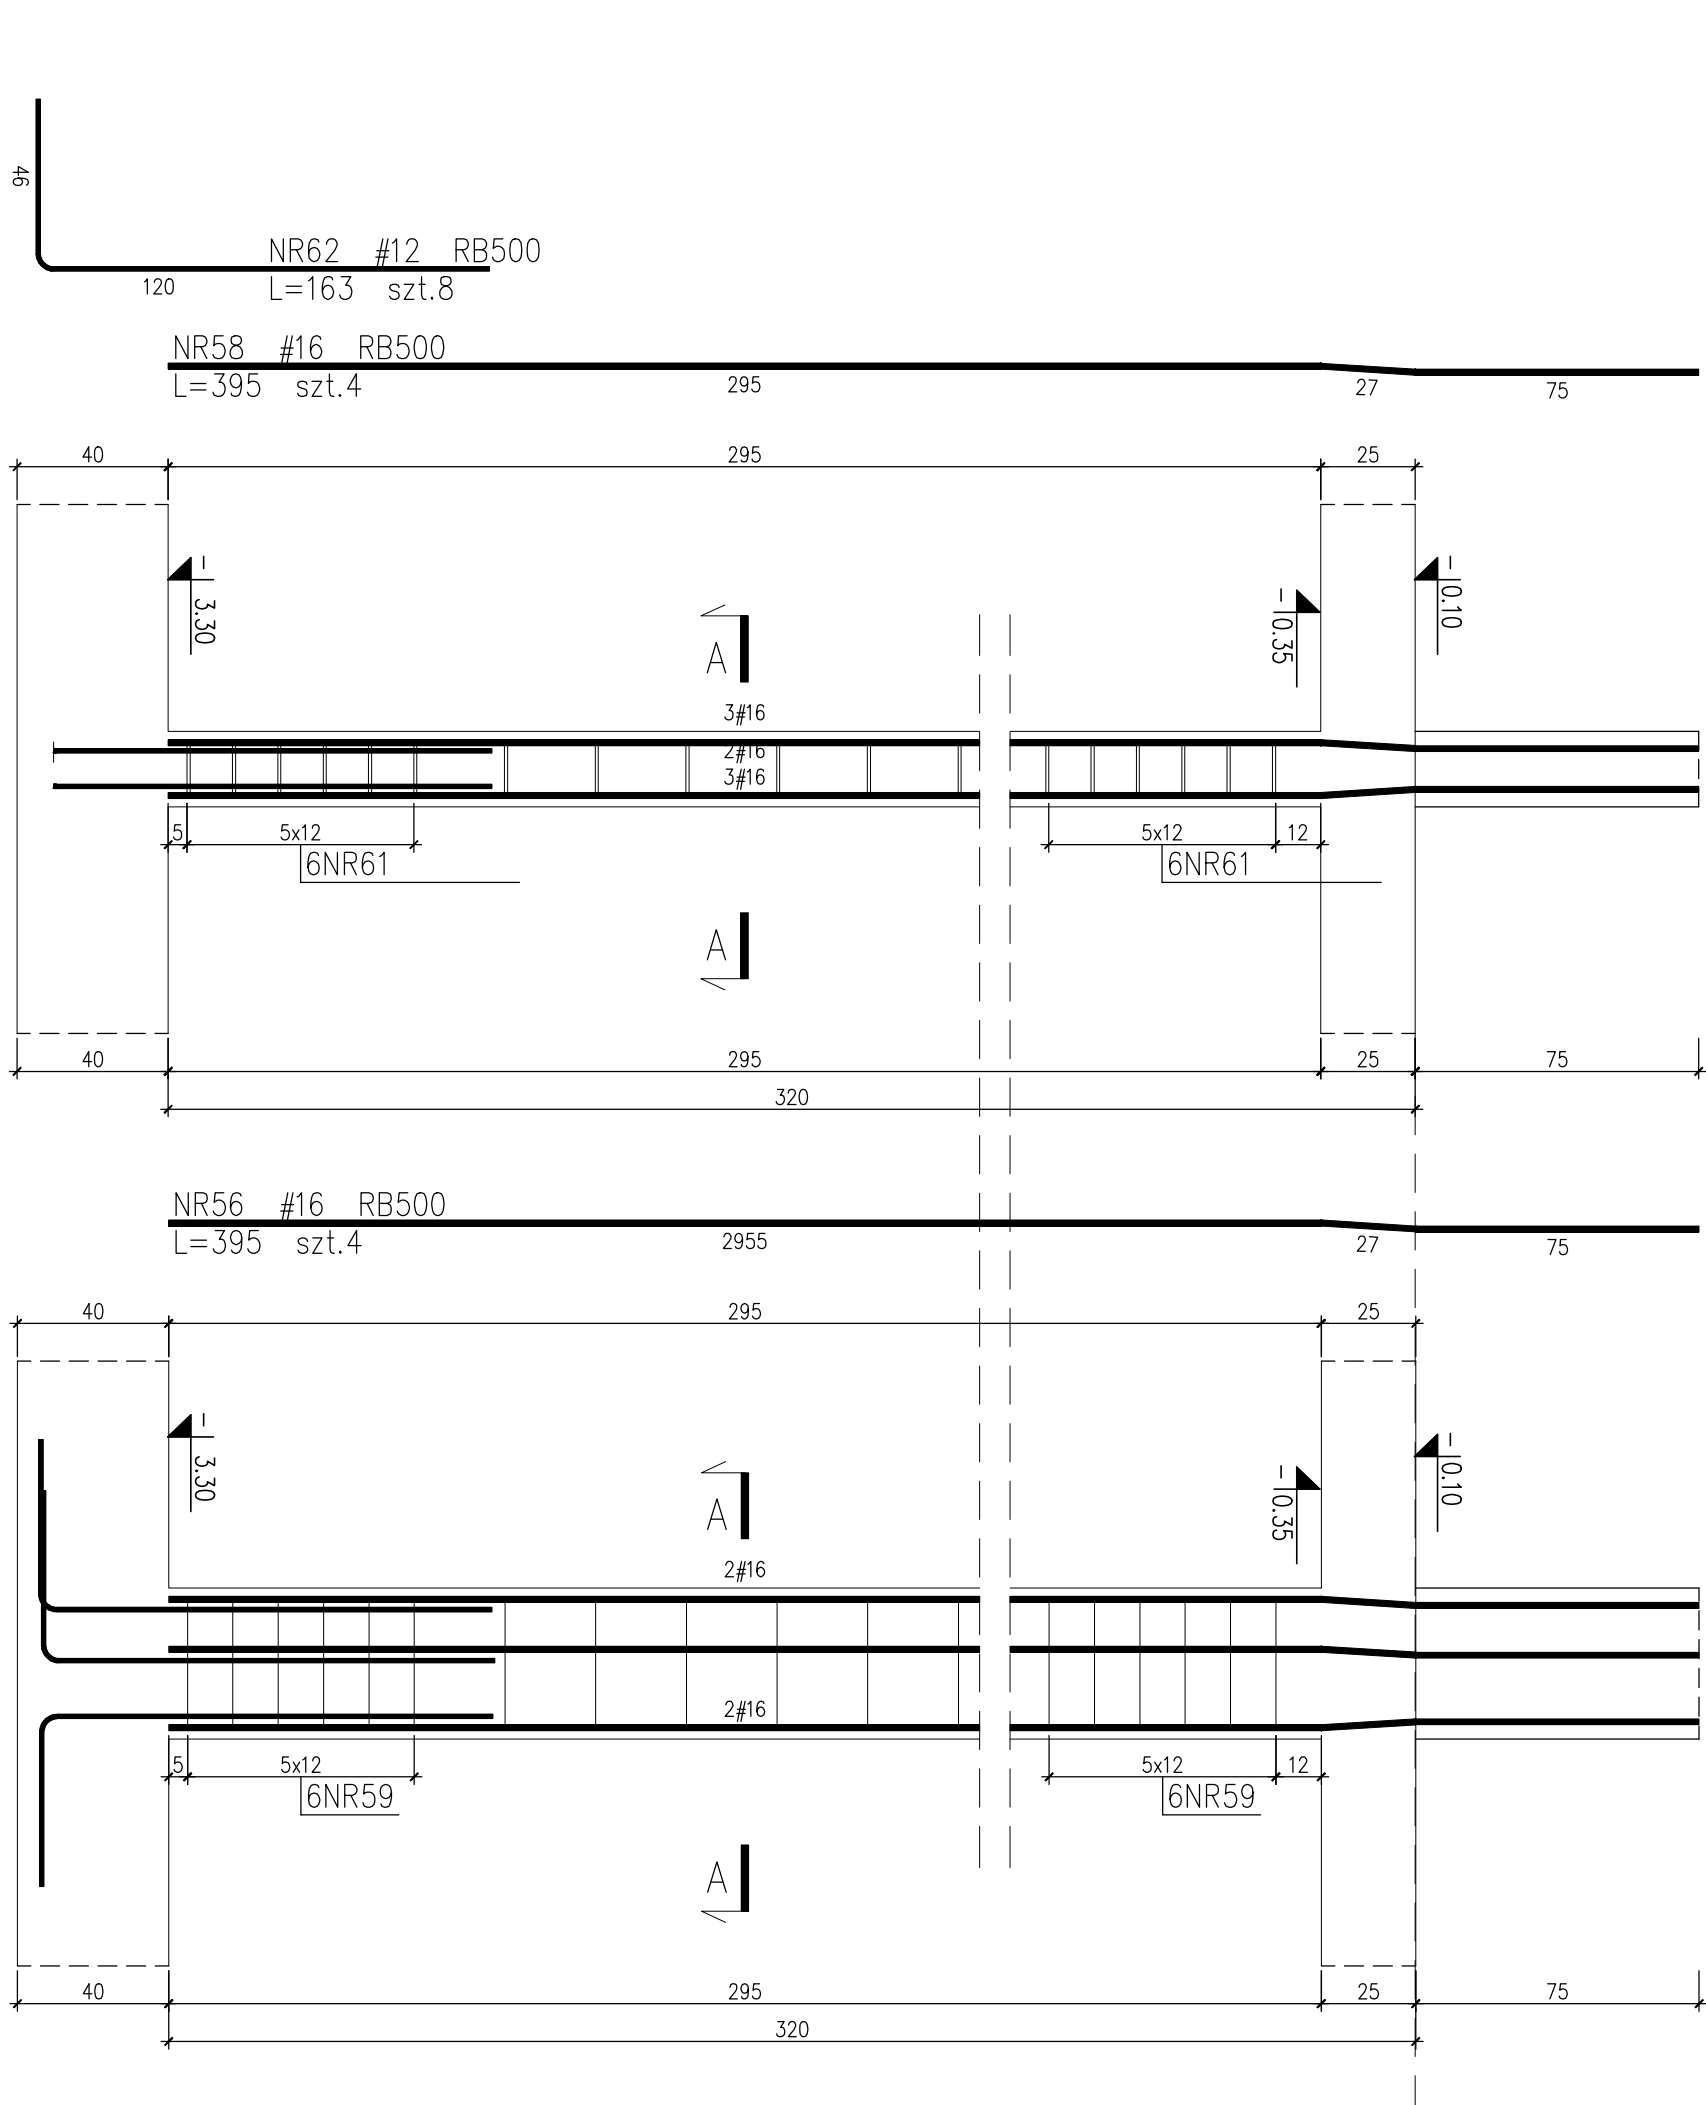 46
NR62 #12 RB500
120
L=163 szt.8
NR58 #16 RB500
L=395 szt.4
295
27
75
40
295
25
-3.30
-0.10
-0.35
A
3#16
2#16
3#16
5
5x12
5x12
12
6NR61
6NR61
A
40
295
25
75
320
NR56 #16 RB500
L=395 szt.4
2955
27
75
40
295
25
-3.30
-0.10
-0.35
A
2#16
2#16
5
5x12
5x12
12
6NR59
6NR59
A
40
295
25
75
320